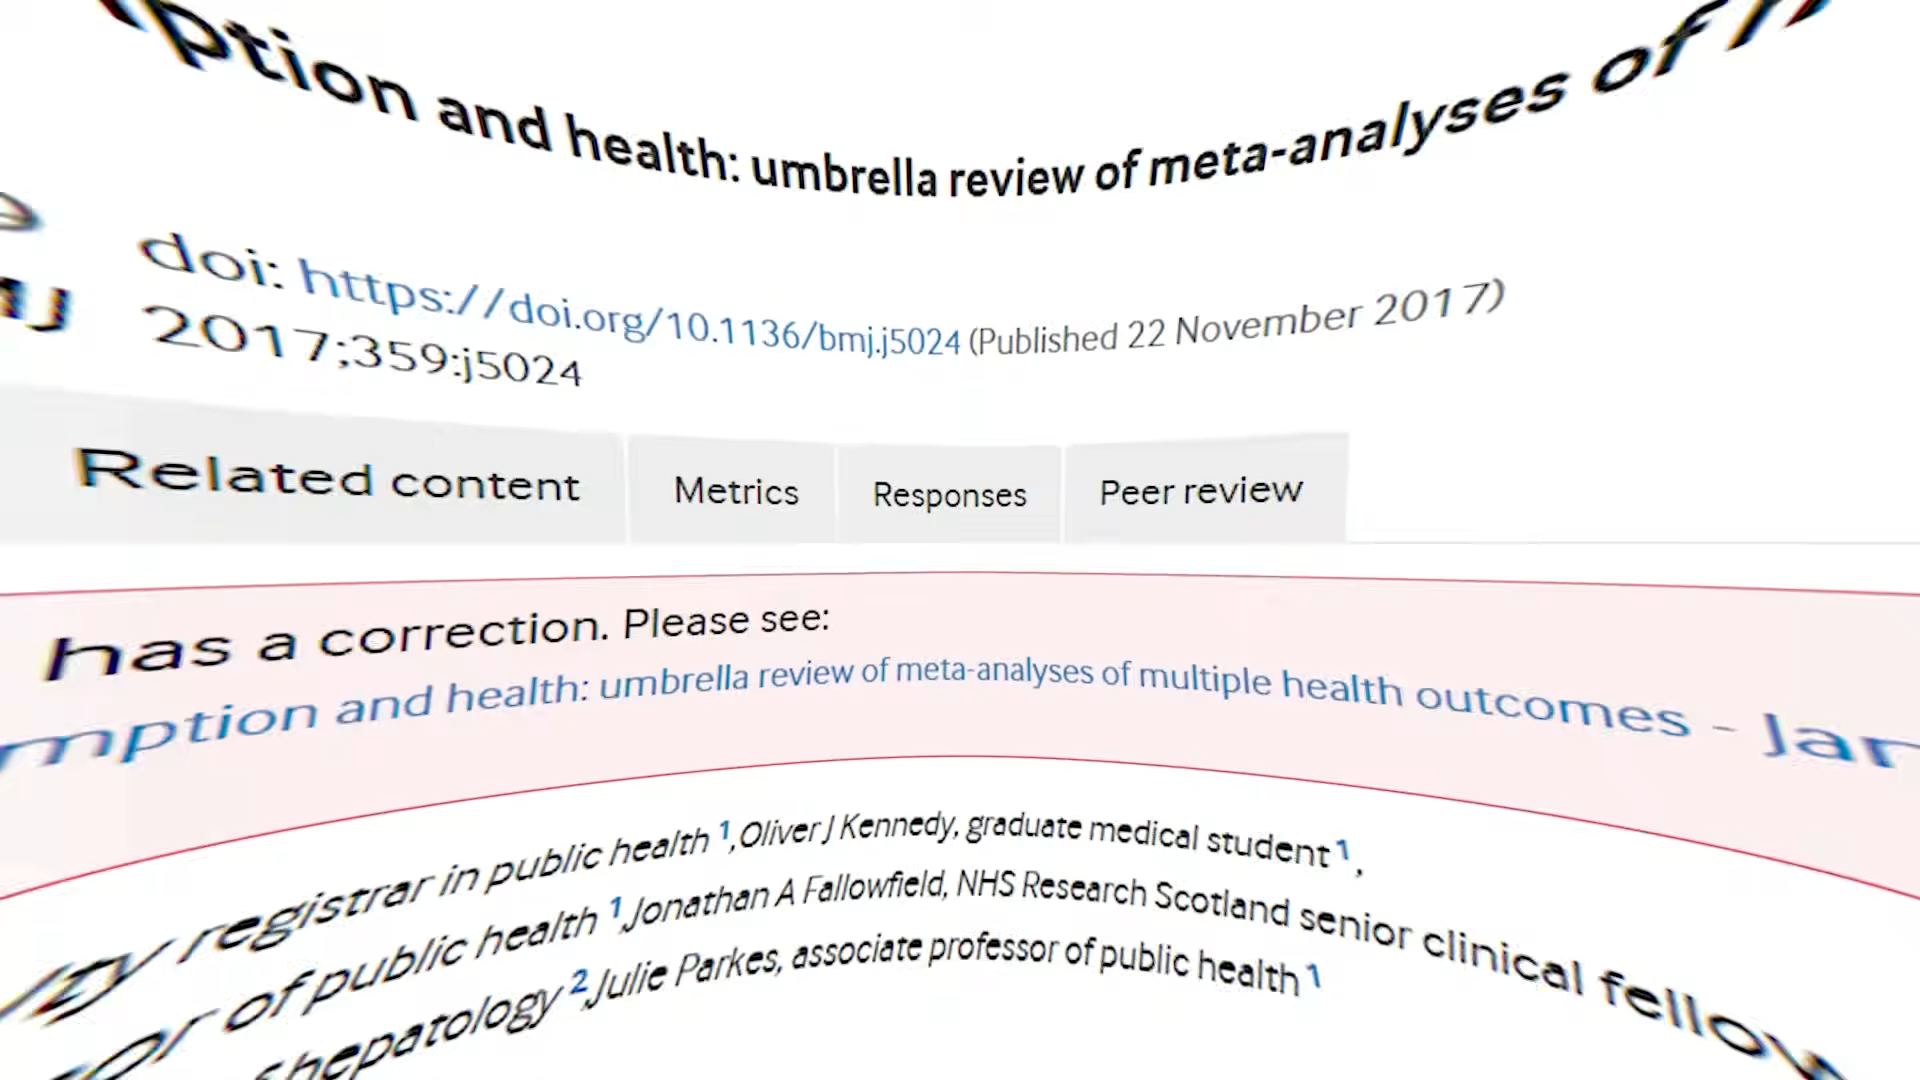 and health: umbrella review of meta-analyses of
doi: https://doi.org/10.1136/bmj.j5024 (Published 22 November 2017)
2017;359:j5024
Related content Metrics Responses Peer review
has a correction. Please see:
and health: umbrella review of meta-analyses of multiple health outcomes -
registrar in public health 1,Oliver J Kennedy, graduate medical student 1,
of public health 1,Jonathan A Fallowfield, NHS Research Scotland senior clinical
hepatology 2,Julie Parkes, associate professor of public health 1